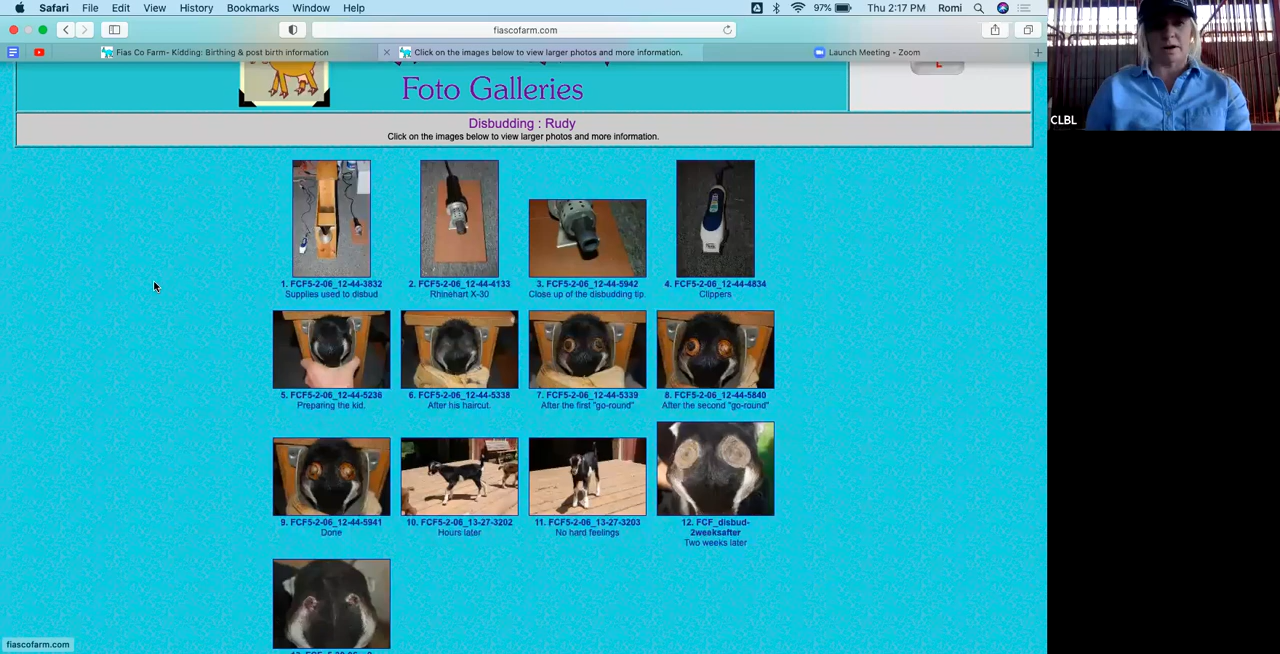 Safari File Edit View History Bookmarks Window Help 97% Thu 2:17 PM Romi
fiascofarm.com
Fias Co Farm- Kidding: Birthing & post birth information
Click on the images below to view larger photos and more information.
Launch Meeting - Zoom
Foto Galleries
Disbudding : Rudy
Click on the images below to view larger photos and more information.
1. FCF5-2-06_12-44-3832
Supplies used to disbud
2. FCF5-2-06_12-44-4133
Rhinehart X-30
3. FCF5-2-06_12-44-5942
Close up of the disbudding tip.
4. FCF5-2-06_12-44-4834
Clippers
5. FCF5-2-06_12-44-5236
Preparing the kid.
6. FCF5-2-06_12-44-5338
After his haircut.
7. FCF5-2-06_12-44-5339
After the first "go-round"
8. FCF5-2-06_12-44-5840
After the second "go-round"
9. FCF5-2-06_12-44-5941
Done
10. FCF5-2-06_13-27-3202
Hours later
11. FCF5-2-06_13-27-3203
No hard feelings
12. FCF_disbud-
2weeksafter
Two weeks later
fiascofarm.com
CLBL